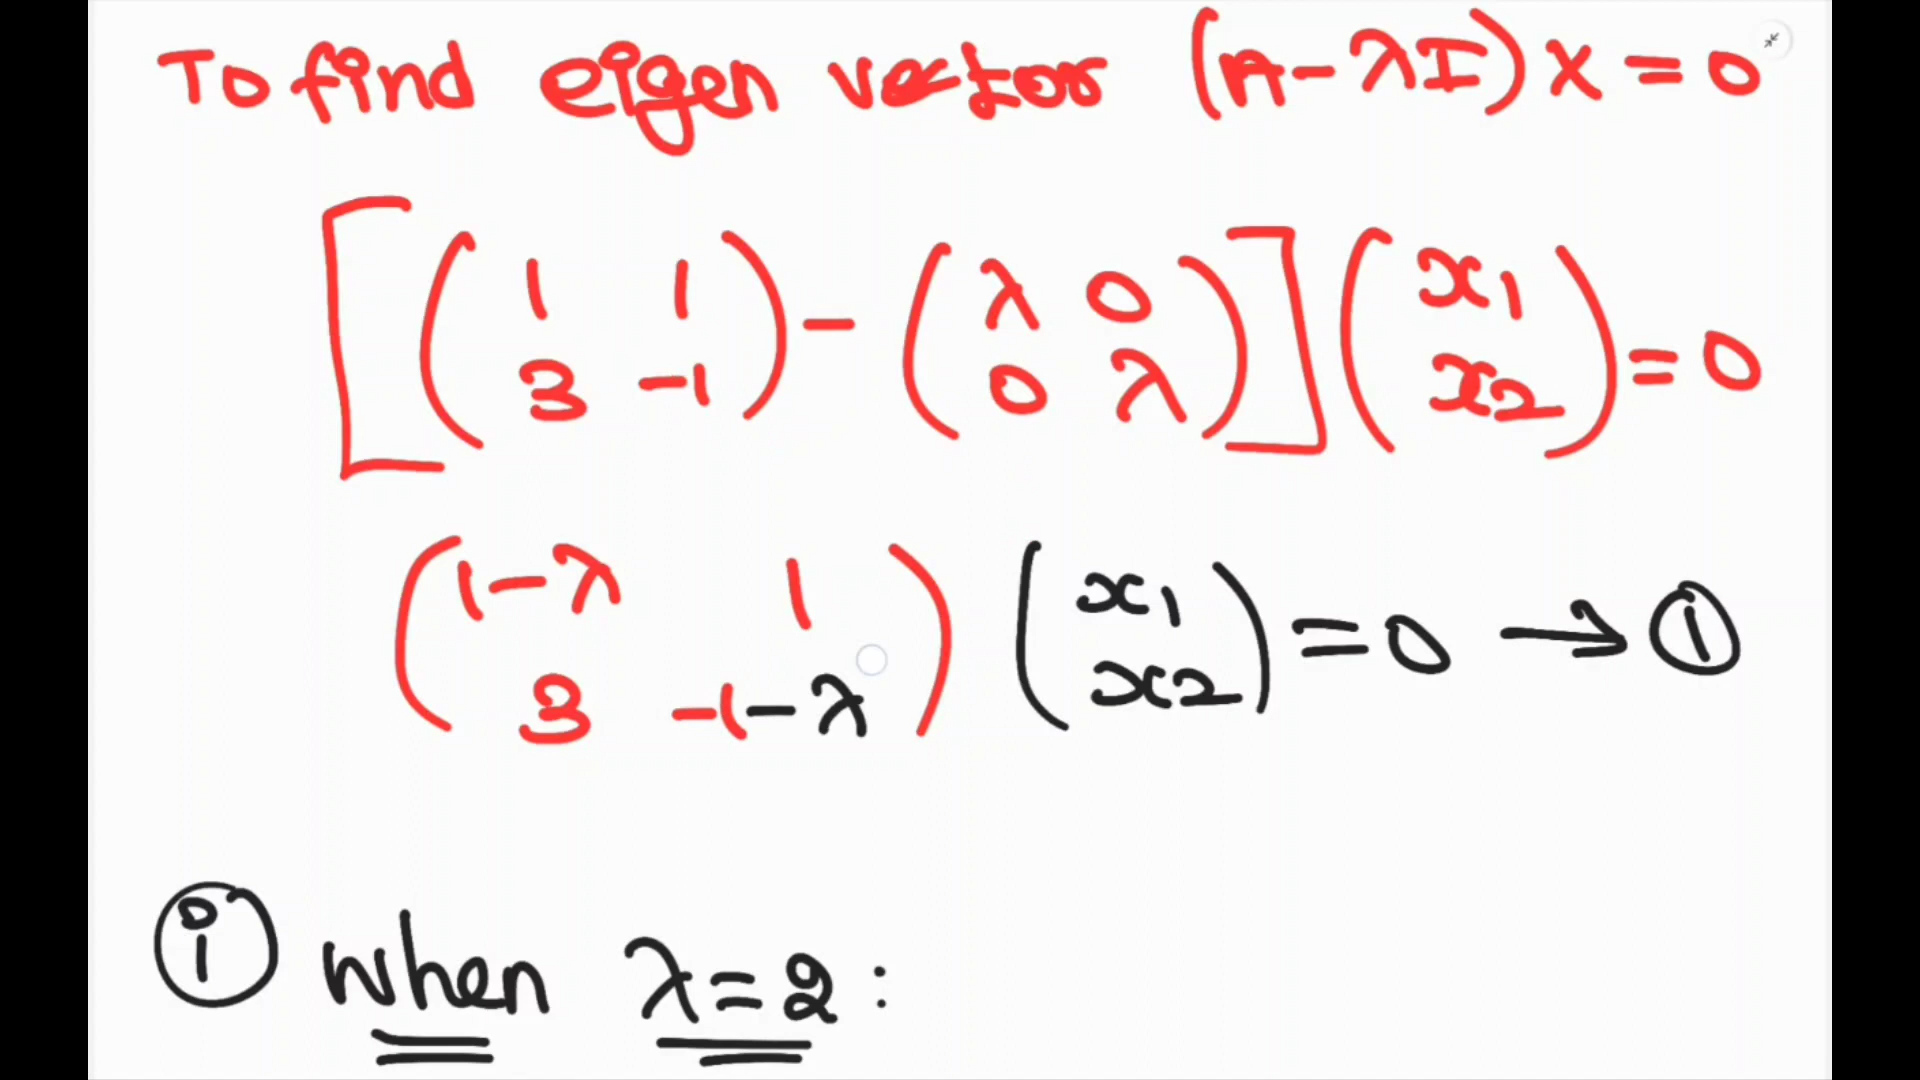 To find eigen vector (A-λI)X=0
[(1 1
3 -1) - (λ 0
0 λ)] (x1
x2) = 0
(1-λ 1
3 -1-λ) (x1
x2) = 0 → ①
(i) when λ=2: